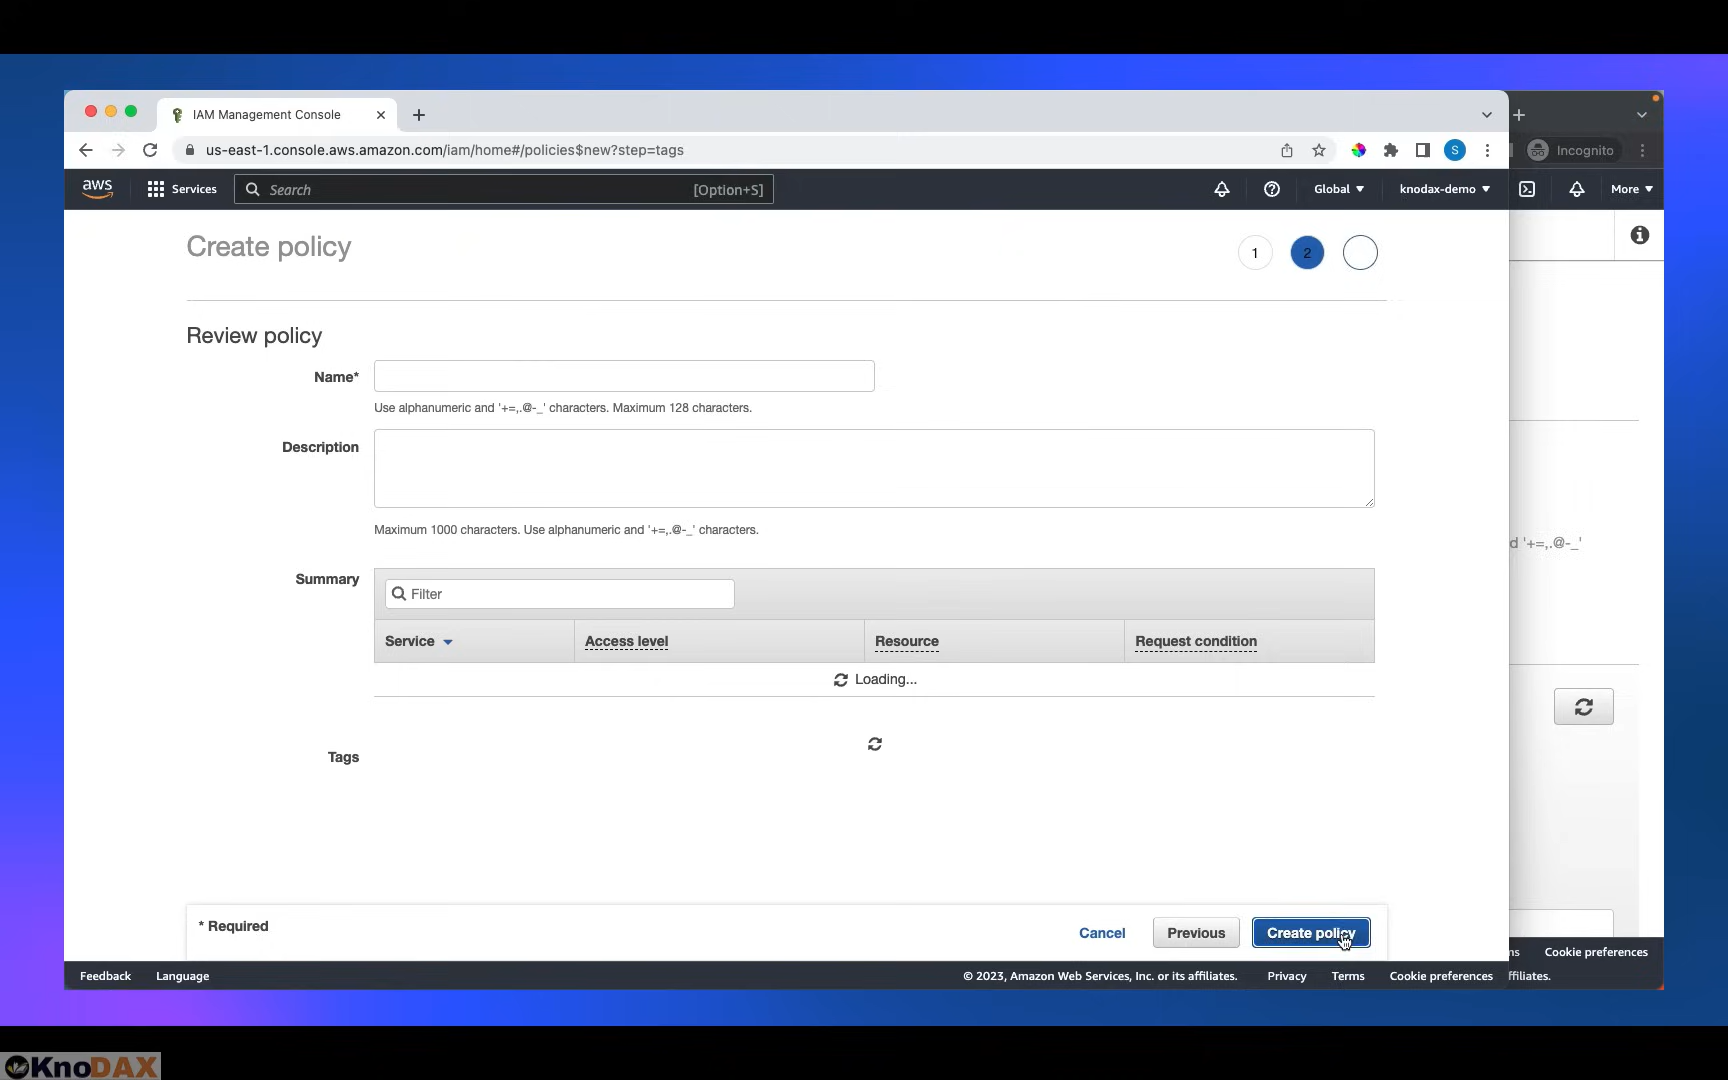 IAM Management Console
us-east-1.console.aws.amazon.com/iam/home#/policies$new?step=tags
S
Incognito
aws
Services
Search
[Option+S]
Global
knodax-demo
More
Create policy
1
2
Review policy
Name*
Use alphanumeric and '+=,.@-_' characters. Maximum 128 characters.
Description
Maximum 1000 characters. Use alphanumeric and '+=,.@-_' characters.
d '+=,.@-_'
Summary
Filter
Service
Access level
Resource
Request condition
Loading...
Tags
* Required
Cancel
Previous
Create policy
ns
Cookie preferences
Feedback
Language
© 2023, Amazon Web Services, Inc. or its affiliates.
Privacy
Terms
Cookie preferences
ffiliates.
KnoDAX